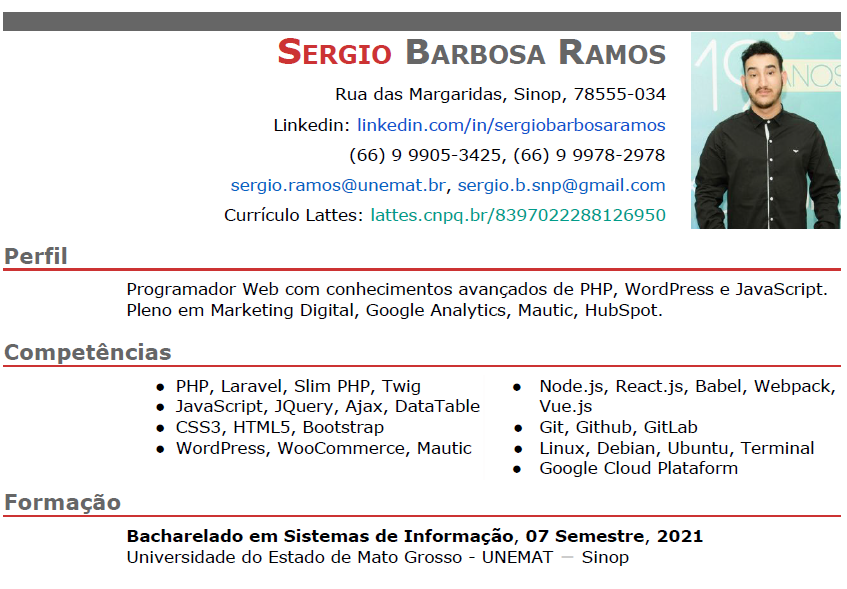 SERGIO BARBOSA RAMOS
Rua das Margaridas, Sinop, 78555-034
Linkedin: linkedin.com/in/sergiobarbosaramos
(66) 9 9905-3425, (66) 9 9978-2978
sergio.ramos@unemat.br, sergio.b.snp@gmail.com
Currículo Lattes: lattes.cnpq.br/8397022288126950
19
ANOS
Perfil
Programador Web com conhecimentos avançados de PHP, WordPress e JavaScript.
Pleno em Marketing Digital, Google Analytics, Mautic, HubSpot.
Competências
● PHP, Laravel, Slim PHP, Twig
● JavaScript, JQuery, Ajax, DataTable
● CSS3, HTML5, Bootstrap
● WordPress, WooCommerce, Mautic
● Node.js, React.js, Babel, Webpack,
Vue.js
● Git, Github, GitLab
● Linux, Debian, Ubuntu, Terminal
● Google Cloud Plataform
Formação
Bacharelado em Sistemas de Informação, 07 Semestre, 2021
Universidade do Estado de Mato Grosso - UNEMAT — Sinop